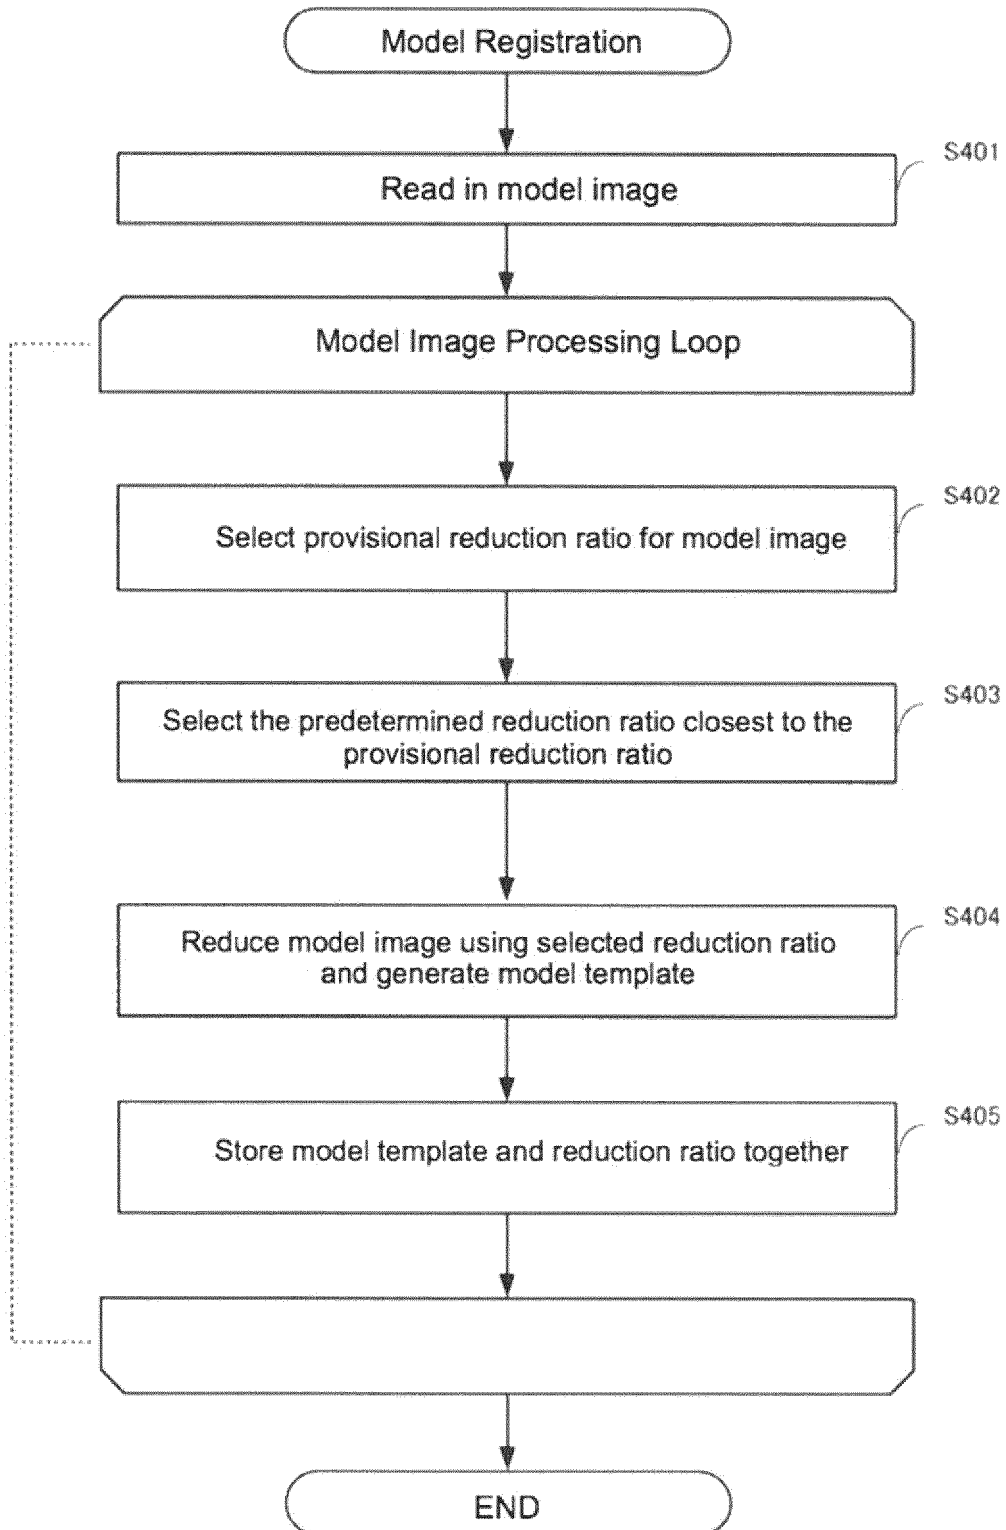 Model Registration
S401
Read in model image
Model Image Processing Loop
S402
Select provisional reduction ratio for model image
S403
Select the predetermined reduction ratio closest to the
provisional reduction ratio
S404
Reduce model image using selected reduction ratio
and generate model template
S405
Store model template and reduction ratio together
END